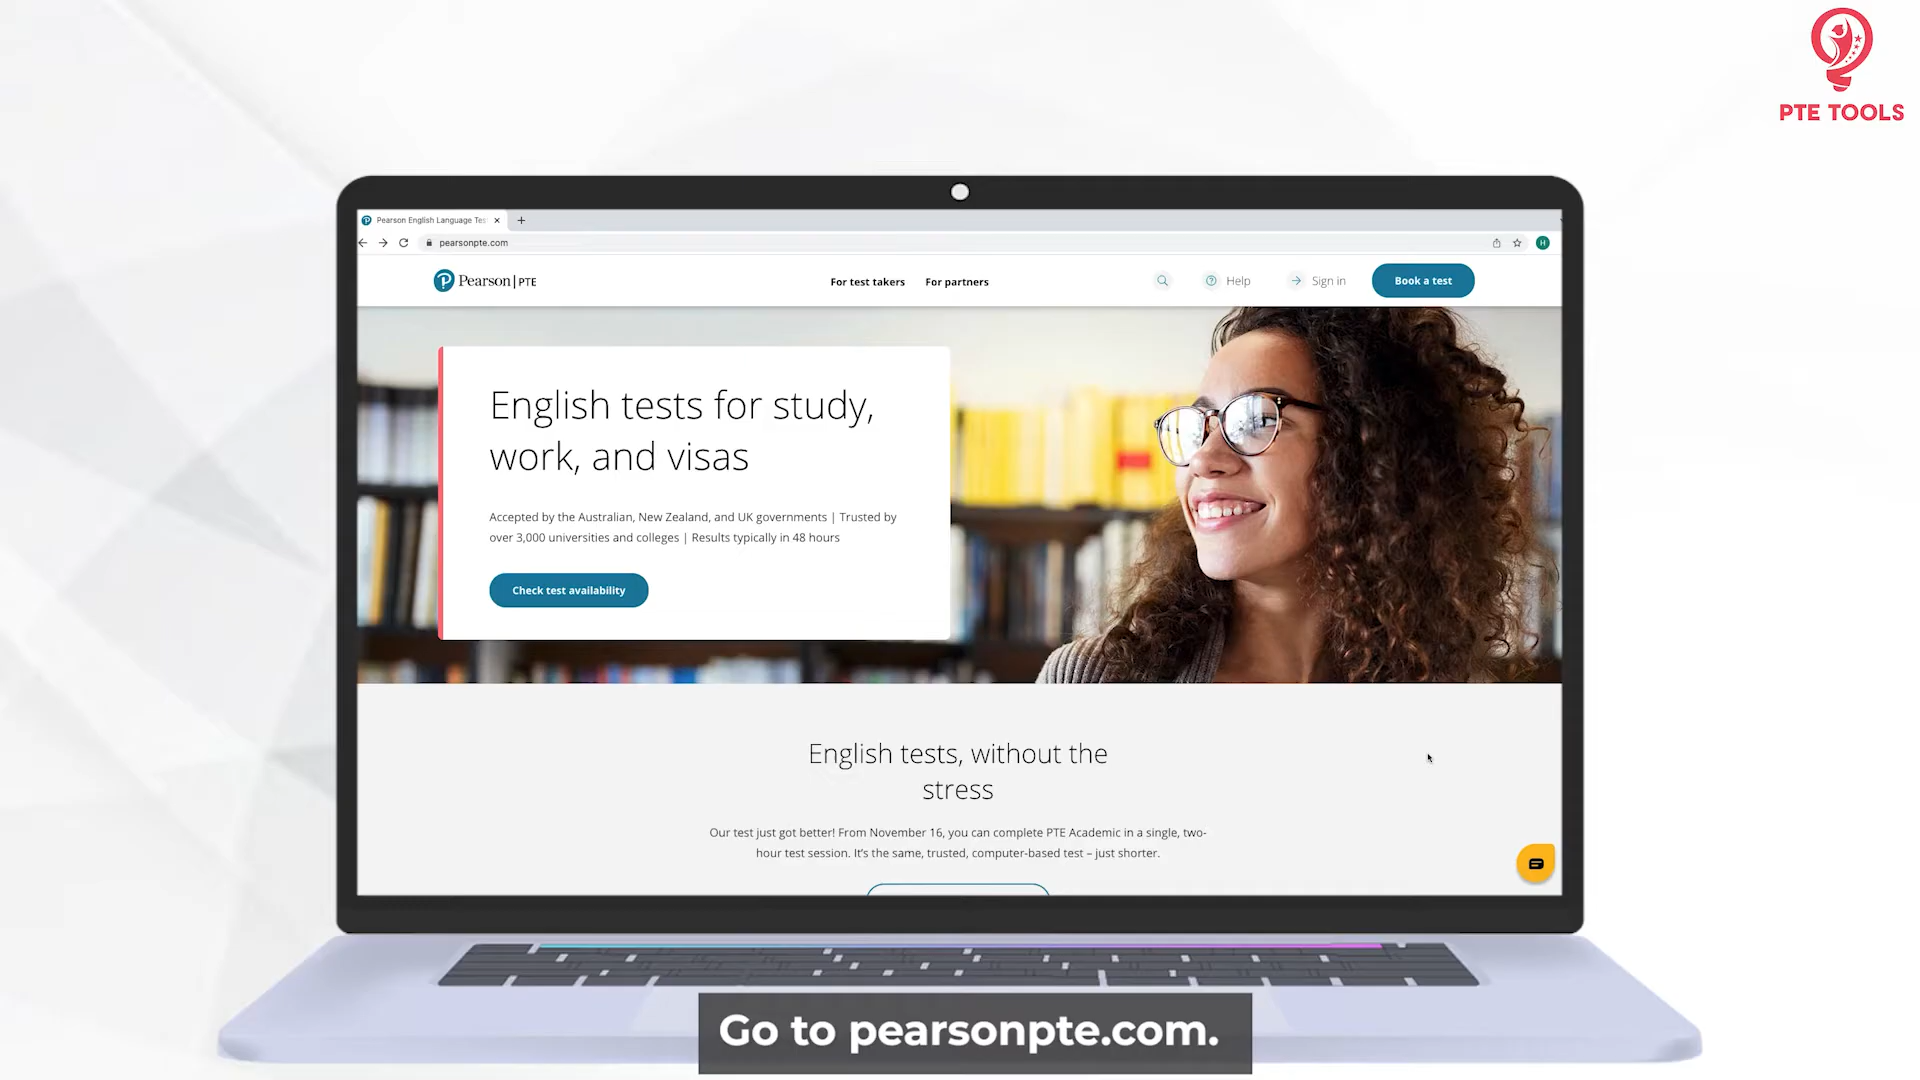 PTE TOOLS
Pearson English Language Tes
pearsonpte.com
H
Pearson | PTE
For test takers
For partners
Help
Sign in
Book a test
English tests for study,
work, and visas
Accepted by the Australian, New Zealand, and UK governments | Trusted by
over 3,000 universities and colleges | Results typically in 48 hours
Check test availability
English tests, without the
stress
Our test just got better! From November 16, you can complete PTE Academic in a single, two-
hour test session. It's the same, trusted, computer-based test – just shorter.
Go to pearsonpte.com.